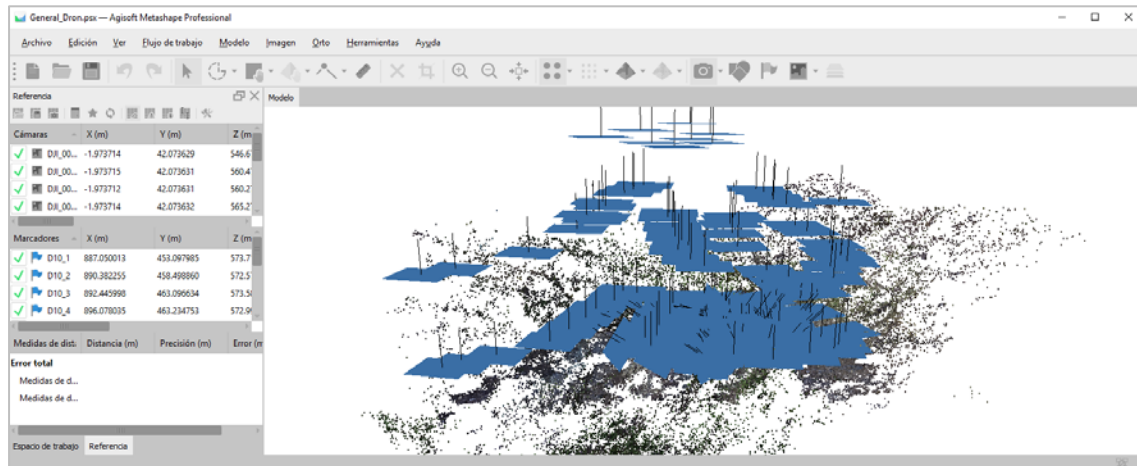 General_Dron.psx — Agisoft Metashape Professional
Archivo Edición Ver Flujo de trabajo Modelo Imagen Orto Herramientas Ayuda
Referencia
Modelo
Cámaras X (m) Y (m) Z (m
DJI_00... -1.973714 42.073629 546.6
DJI_00... -1.973715 42.073631 560.4
DJI_00... -1.973712 42.073631 560.2
DJI_00... -1.973714 42.073632 565.2
Marcadores X (m) Y (m) Z (m
D10_1 887.050013 453.097985 573.7
D10_2 890.382255 458.498860 572.5
D10_3 892.445998 463.096634 573.5
D10_4 896.078035 463.234753 572.9
Medidas de dist. Distancia (m) Precisión (m) Error (m
Error total
Medidas de d...
Medidas de d...
Espacio de trabajo Referencia